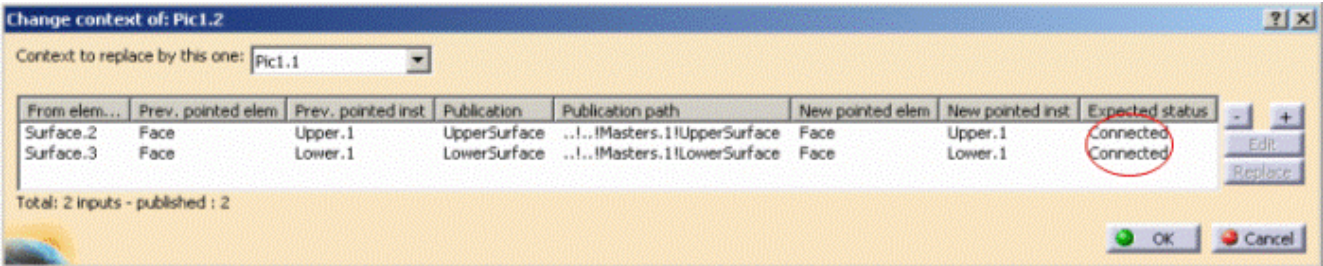 Change context of: Pic1.2
Context to replace by this one: Pic1.1
From elem... Prev. pointed elem Prev. pointed inst Publication Publication path New pointed elem New pointed inst Expected status
Surface.2 Face Upper.1 UpperSurface ..!..!Masters.1!UpperSurface Face Upper.1 Connected
Surface.3 Face Lower.1 LowerSurface ..!..!Masters.1!LowerSurface Face Lower.1 Connected
- +
Edit
Replace
Total: 2 inputs - published : 2
OK Cancel